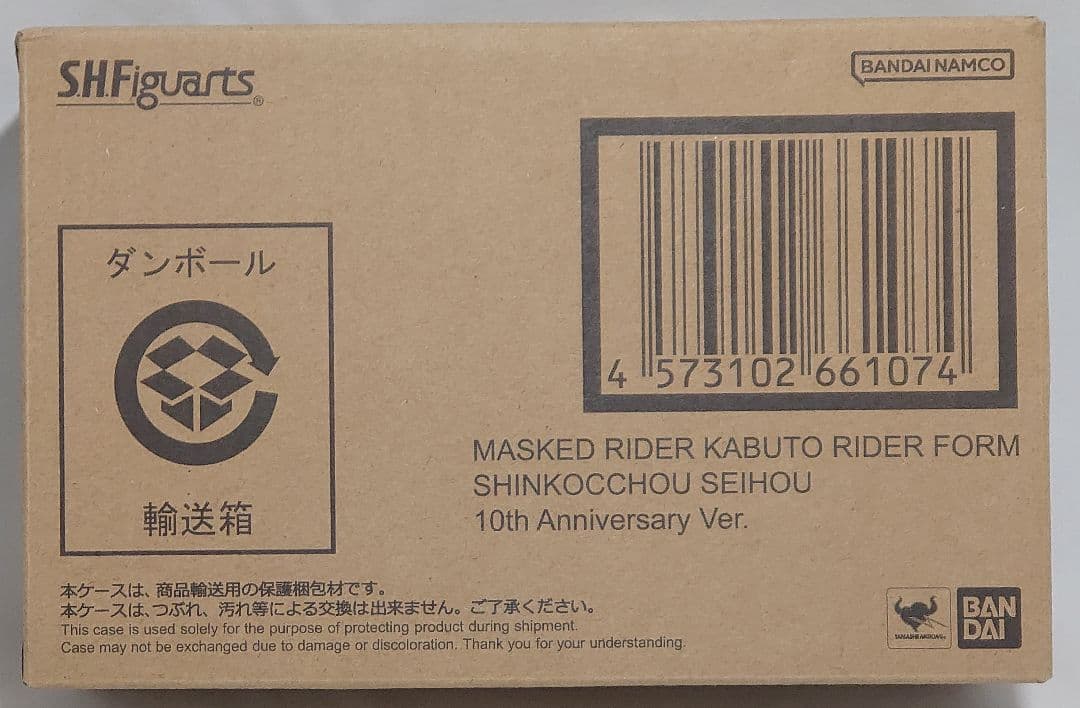 S.H.Figuarts®
BANDAI NAMCO
ダンボール
輸送箱
4 573102 661074
MASKED RIDER KABUTO RIDER FORM
SHINKOCCHOU SEIHOU
10th Anniversary Ver.
本ケースは、商品輸送用の保護梱包材です。
本ケースは、つぶれ、汚れ等による交換は出来ません。ご了承ください。
This case is used solely for the purpose of protecting product during shipment.
Case may not be exchanged due to damage or discoloration. Thank you for your understanding.
TAMASHII NATIONS
BAN
DAI